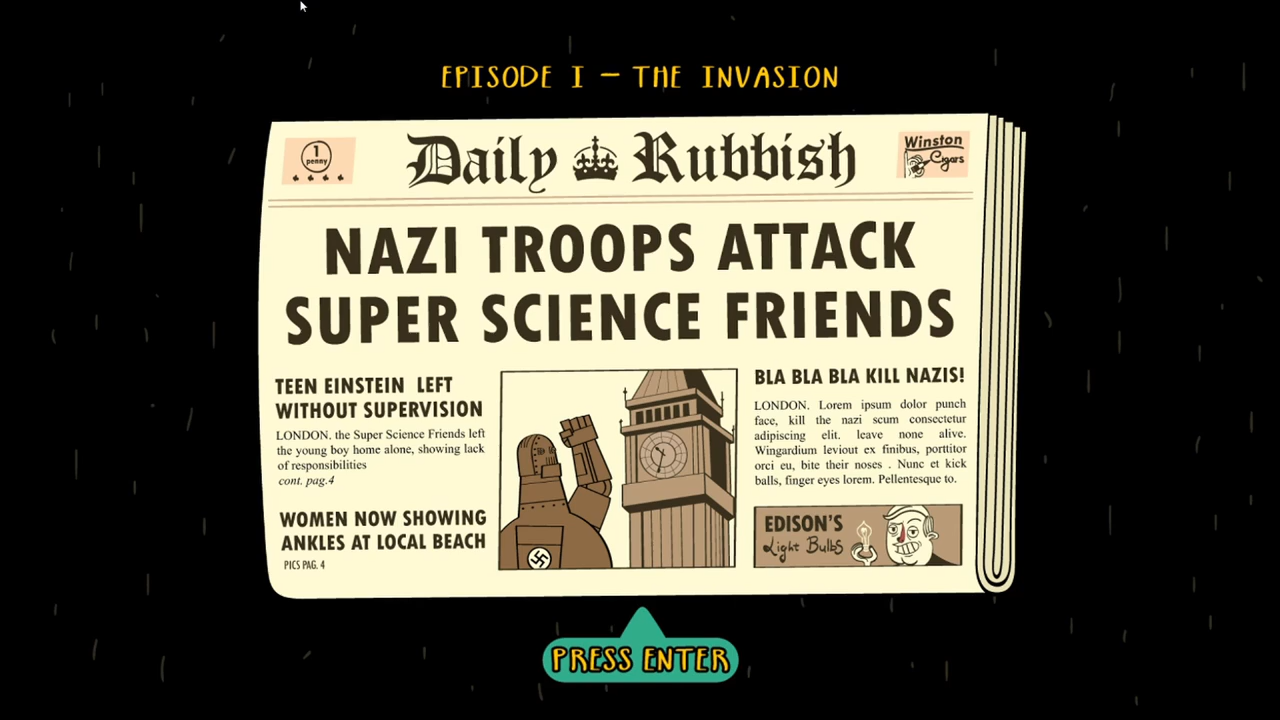 EPISODE I – THE INVASION
1
penny
Daily Rubbish
Winston
Cigars
NAZI TROOPS ATTACK
SUPER SCIENCE FRIENDS
TEEN EINSTEIN LEFT
WITHOUT SUPERVISION
LONDON. the Super Science Friends left
the young boy home alone, showing lack
of responsibilities
cont. pag.4
WOMEN NOW SHOWING
ANKLES AT LOCAL BEACH
PICS PAG. 4
BLA BLA BLA KILL NAZIS!
LONDON. Lorem ipsum dolor punch
face, kill the nazi scum consectetur
adipiscing elit. leave none alive.
Wingardium leviout ex finibus, porttitor
orci eu, bite their noses . Nunc et kick
balls, finger eyes lorem. Pellentesque to.
EDISON'S
Light Bulbs
PRESS ENTER